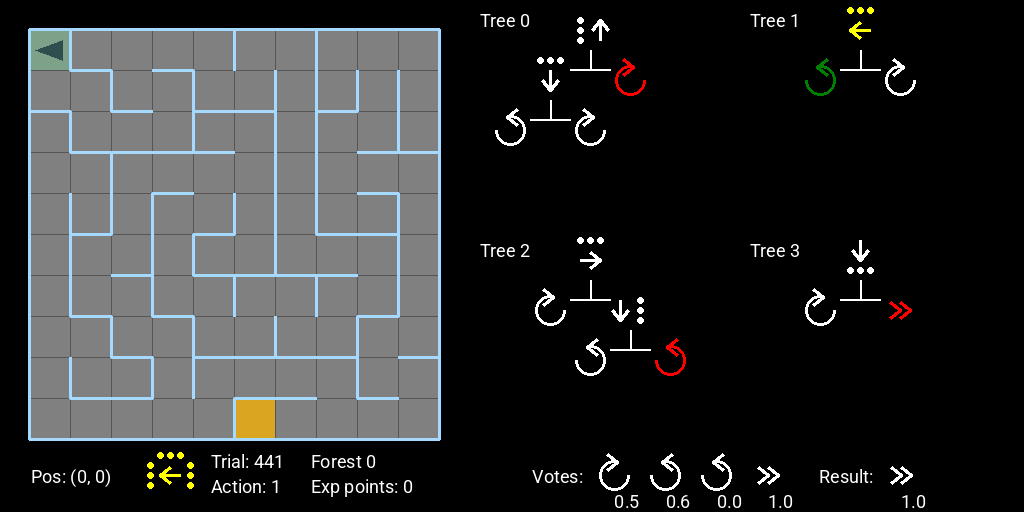 Tree 0
Tree 1
Tree 2
Tree 3
Pos: (0, 0)
Trial: 441
Forest 0
Action: 1
Exp points: 0
Votes:
0.5
0.6
0.0
1.0
Result:
1.0